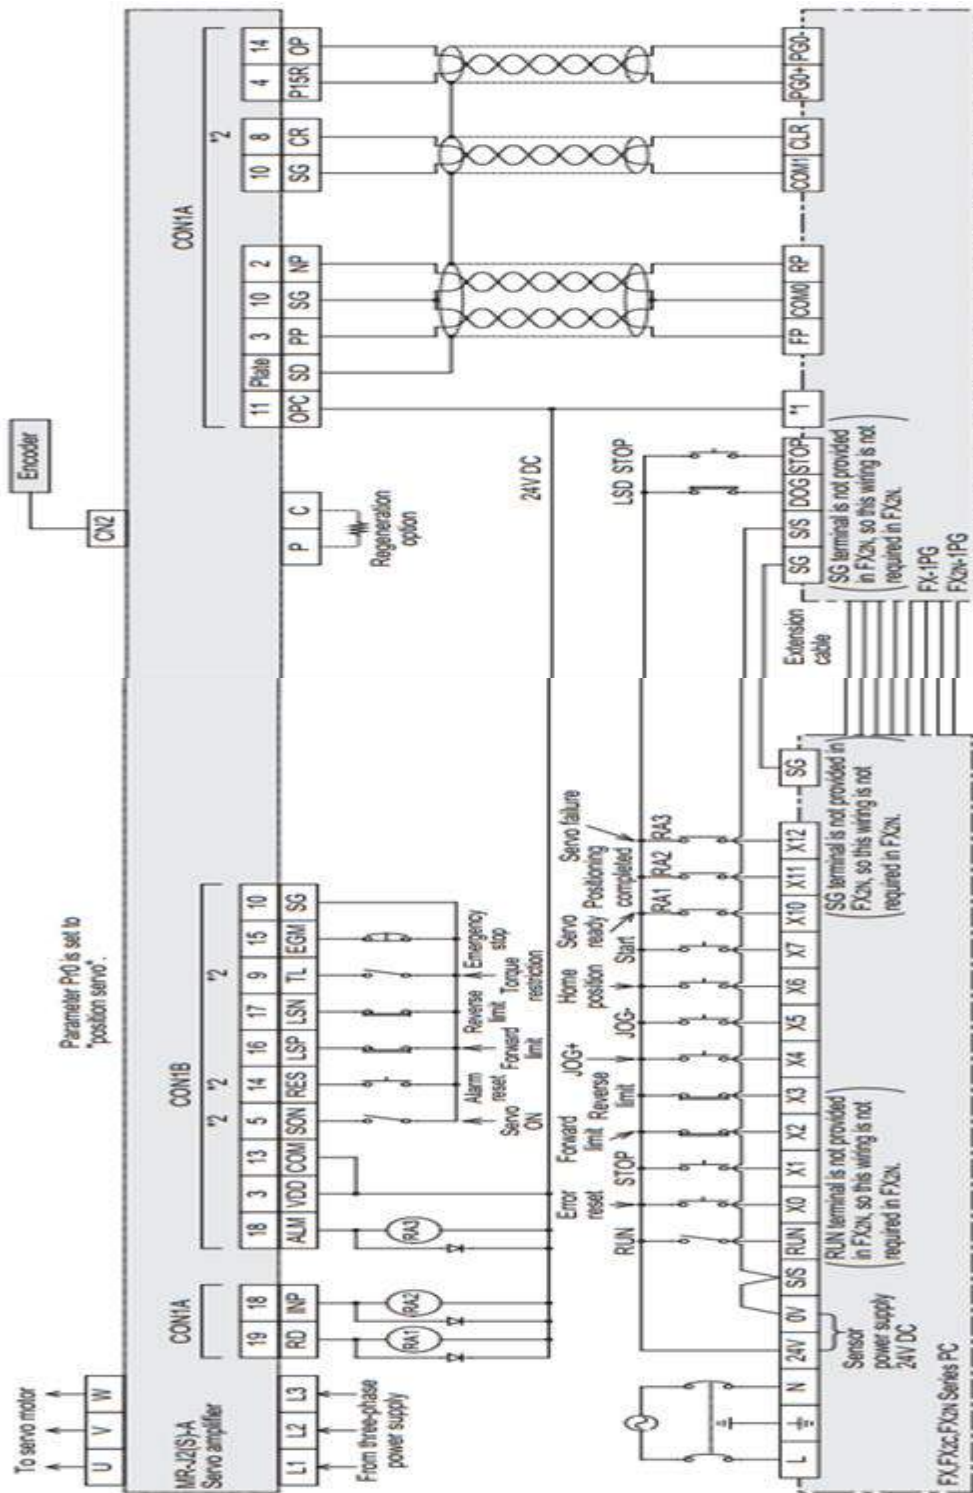 To servo motor
U V W
MR-J2(S)-A
Servo amplifier
L1 L2 L3
From three-phase
power supply
Parameter Pr0 is set to
"position servo".
CON1A
19 18
RD INP
RA1 RA2
CON1B
*2 *2 *2
18 3 13 5 14 16 17 9 15 10
ALM VDD COM SON RES LSP LSN TL EGM SG
RA3
Servo
ON
Alarm
reset
Forward
limit
Reverse
limit
Torque
restriction
Emergency
stop
CN2
Encoder
P C
Regeneration
option
CON1A
*2
11 Plate 3 10 2 10 8 4 14
OPC SD PP SG NP SG CR P15R OP
24V DC
RUN
Error
reset
STOP
Forward
limit
Reverse
limit
JOG+
JOG-
Home
position
Start
Servo
ready
RA1
Positioning
completed
RA2
Servo failure
RA3
LSD STOP
L N 24V 0V S/S RUN X0 X1 X2 X3 X4 X5 X6 X7 X10 X11 X12 SG
Sensor
power supply
24V DC
RUN terminal is not provided
in FX2N, so this wiring is not
required in FX2N.
SG terminal is not provided in
FX2N, so this wiring is not
required in FX2N.
FX,FX2C,FX2N Series PC
Extension
cable
SG S/S DOG STOP *1 FP COM0 RP COM1 CLR PG0+ PG0-
SG terminal is not provided
in FX2N, so this wiring is not
required in FX2N.
FX-1PG
FX2N-1PG